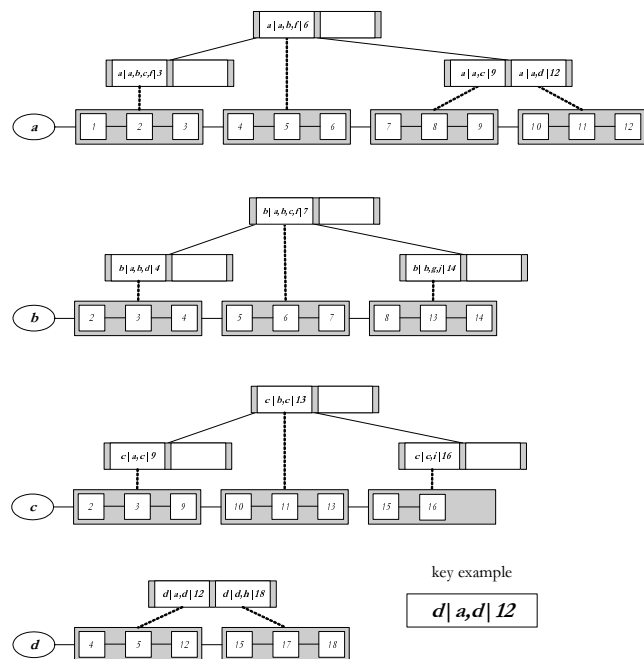 a| a,b,f| 6
a| a,b,c,f| 3
a| a,c| 9 a| a,d| 12
a 1 2 3 4 5 6 7 8 9 10 11 12
b| a,b,c,f| 7
b| a,b,d| 4
b| b,g,j| 14
b 2 3 4 5 6 7 8 13 14
c| b,c| 13
c| a,c| 9
c| c,i| 16
c 2 3 9 10 11 13 15 16
d| a,d| 12 d| d,h| 18
d 4 5 12 15 17 18
key example
d| a,d| 12